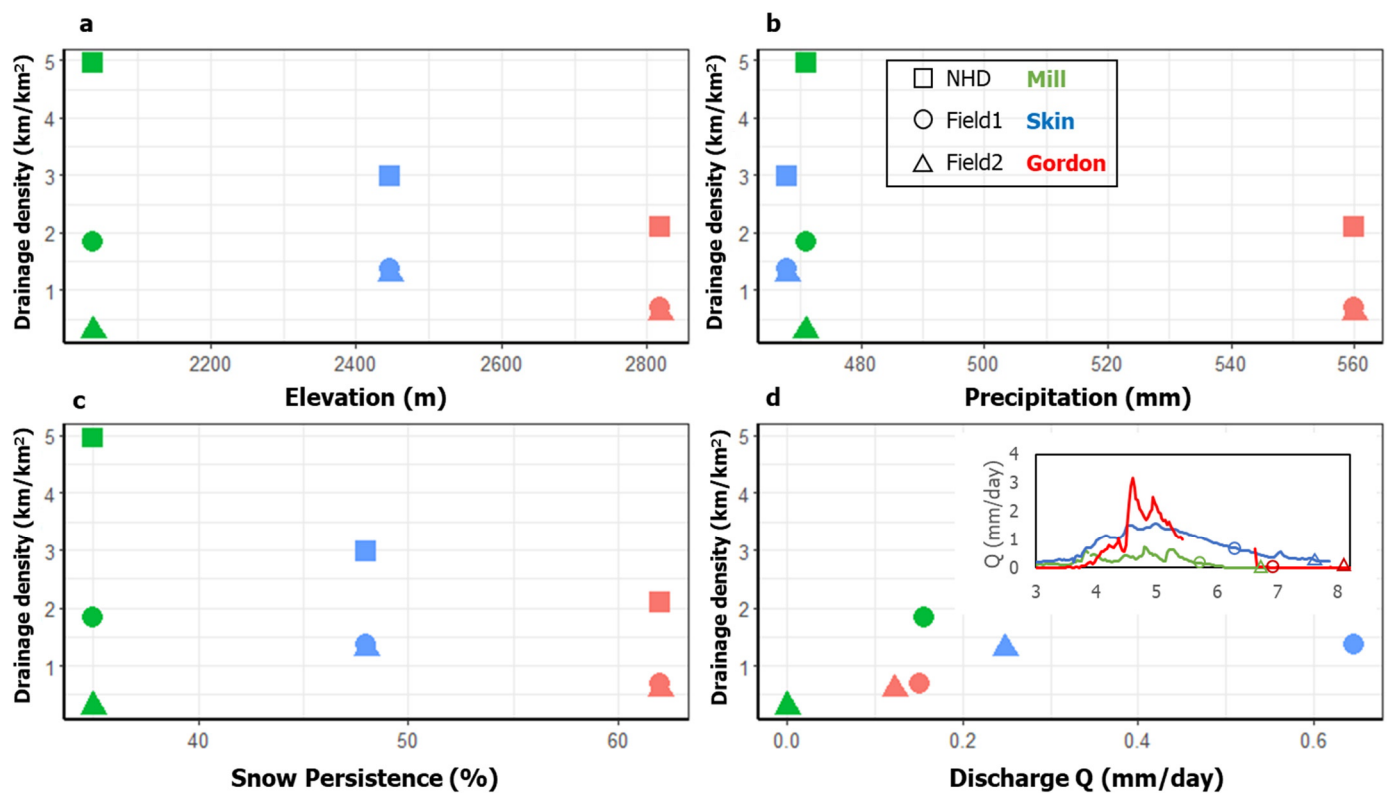 a
Drainage density (km/km²)
5
4
3
2
1
2200 2400 2600 2800
Elevation (m)
b
Drainage density (km/km²)
5
4
3
2
1
NHD Mill
Field1 Skin
Field2 Gordon
480 500 520 540 560
Precipitation (mm)
c
Drainage density (km/km²)
5
4
3
2
1
40 50 60
Snow Persistence (%)
d
Drainage density (km/km²)
5
4
3
2
1
Q (mm/day)
4
3
2
1
0
3 4 5 6 7 8
0.0 0.2 0.4 0.6
Discharge Q (mm/day)